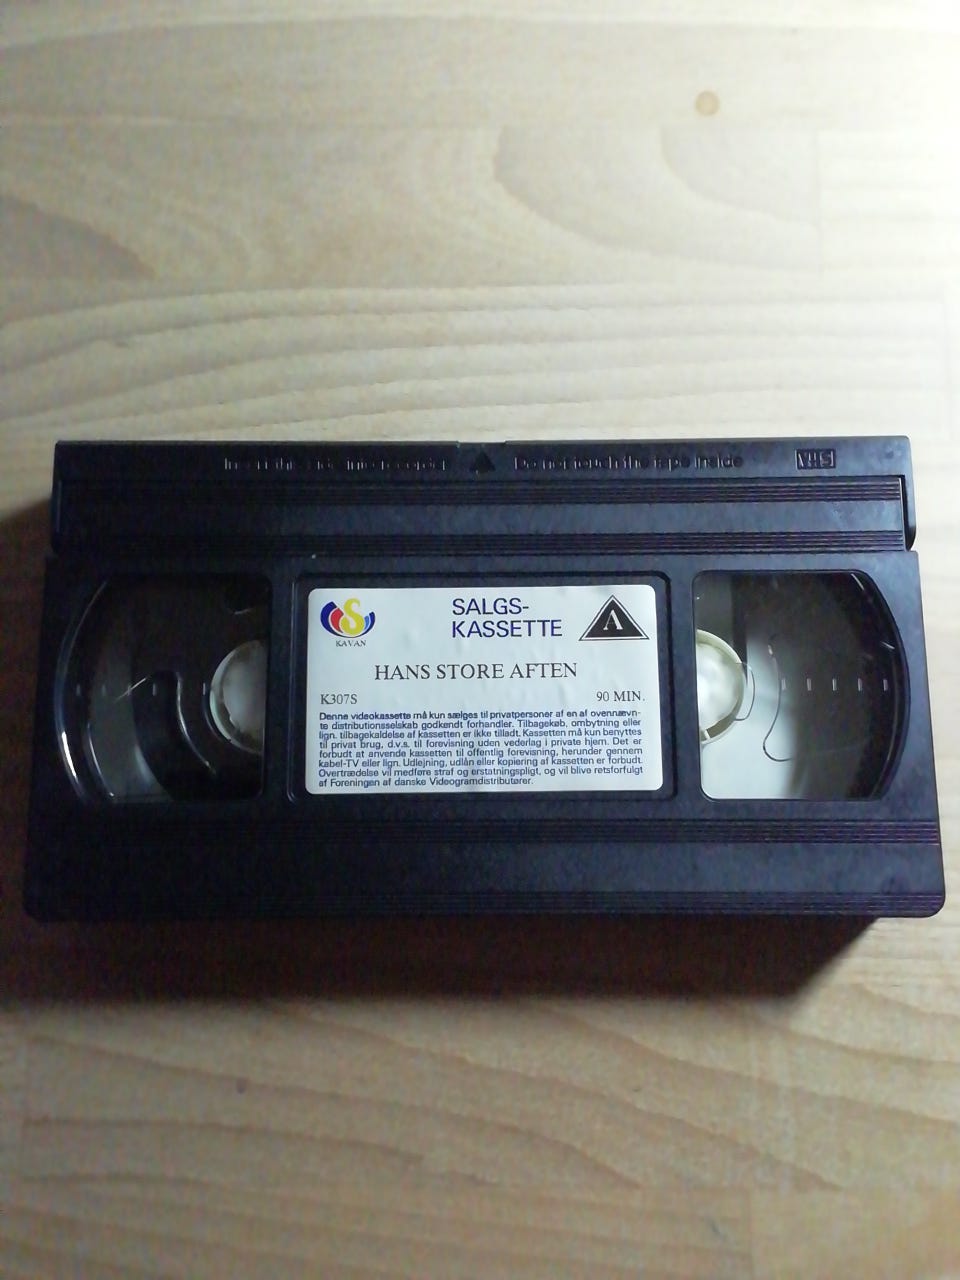 Insert this side into recorder ▲ Do not touch the tape inside VHS
S
KAVAN
SALGS-
KASSETTE
A
HANS STORE AFTEN
K307S 90 MIN.
Denne videokassette må kun sælges til privatpersoner af en af ovennævn-
te distributionsselskab godkendt forhandler. Tilbagekøb, ombytning eller
lign. tilbagekaldelse af kassetten er ikke tilladt. Kassetten må kun benyttes
til privat brug, d.v.s. til forevisning uden vederlag i private hjem. Det er
forbudt at anvende kassetten til offentlig forevisning, herunder gennem
kabel-TV eller lign. Udlejning, udlån eller kopiering af kassetten er forbudt.
Overtrædelse vil medføre straf og erstatningspligt, og vil blive retsforfulgt
af Foreningen af danske Videogramdistributører.